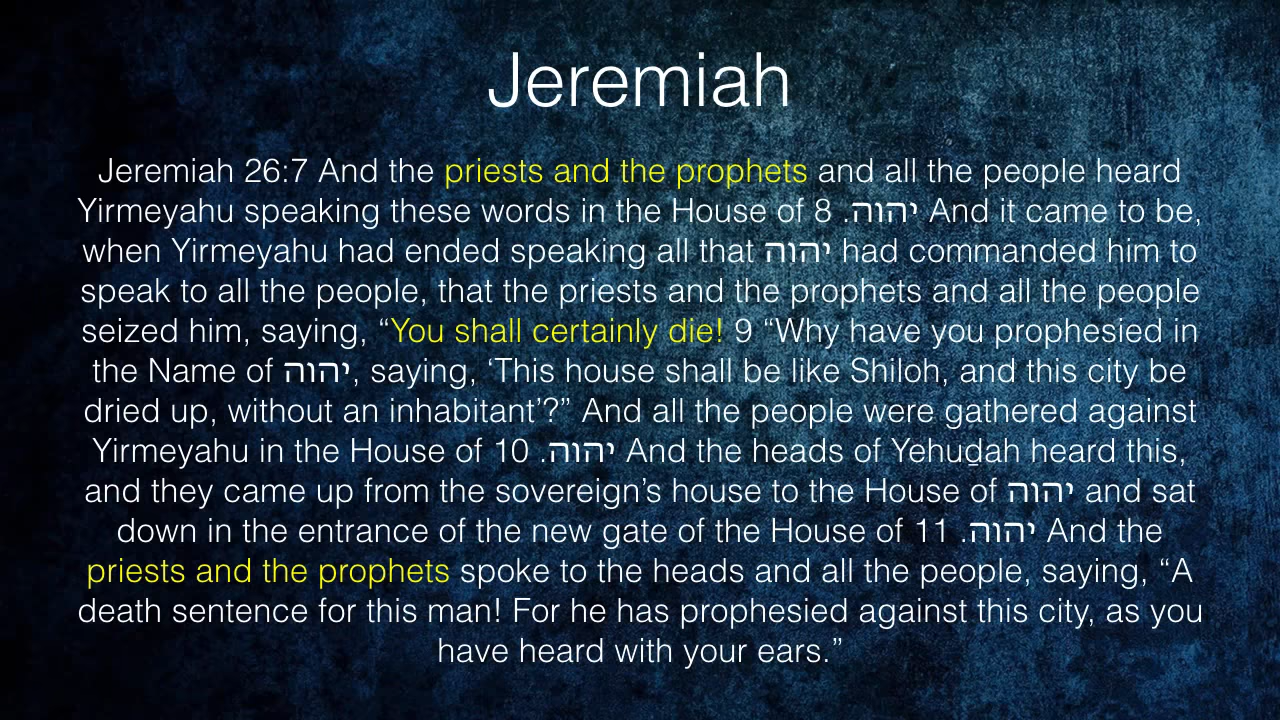 Jeremiah
Jeremiah 26:7 And the priests and the prophets and all the people heard
Yirmeyahu speaking these words in the House of יהוה. 8 And it came to be,
when Yirmeyahu had ended speaking all that יהוה had commanded him to
speak to all the people, that the priests and the prophets and all the people
seized him, saying, “You shall certainly die! 9 “Why have you prophesied in
the Name of יהוה, saying, ‘This house shall be like Shiloh, and this city be
dried up, without an inhabitant’?” And all the people were gathered against
Yirmeyahu in the House of יהוה. 10 And the heads of Yehuḏah heard this,
and they came up from the sovereign’s house to the House of יהוה and sat
down in the entrance of the new gate of the House of יהוה. 11 And the
priests and the prophets spoke to the heads and all the people, saying, “A
death sentence for this man! For he has prophesied against this city, as you
have heard with your ears.”